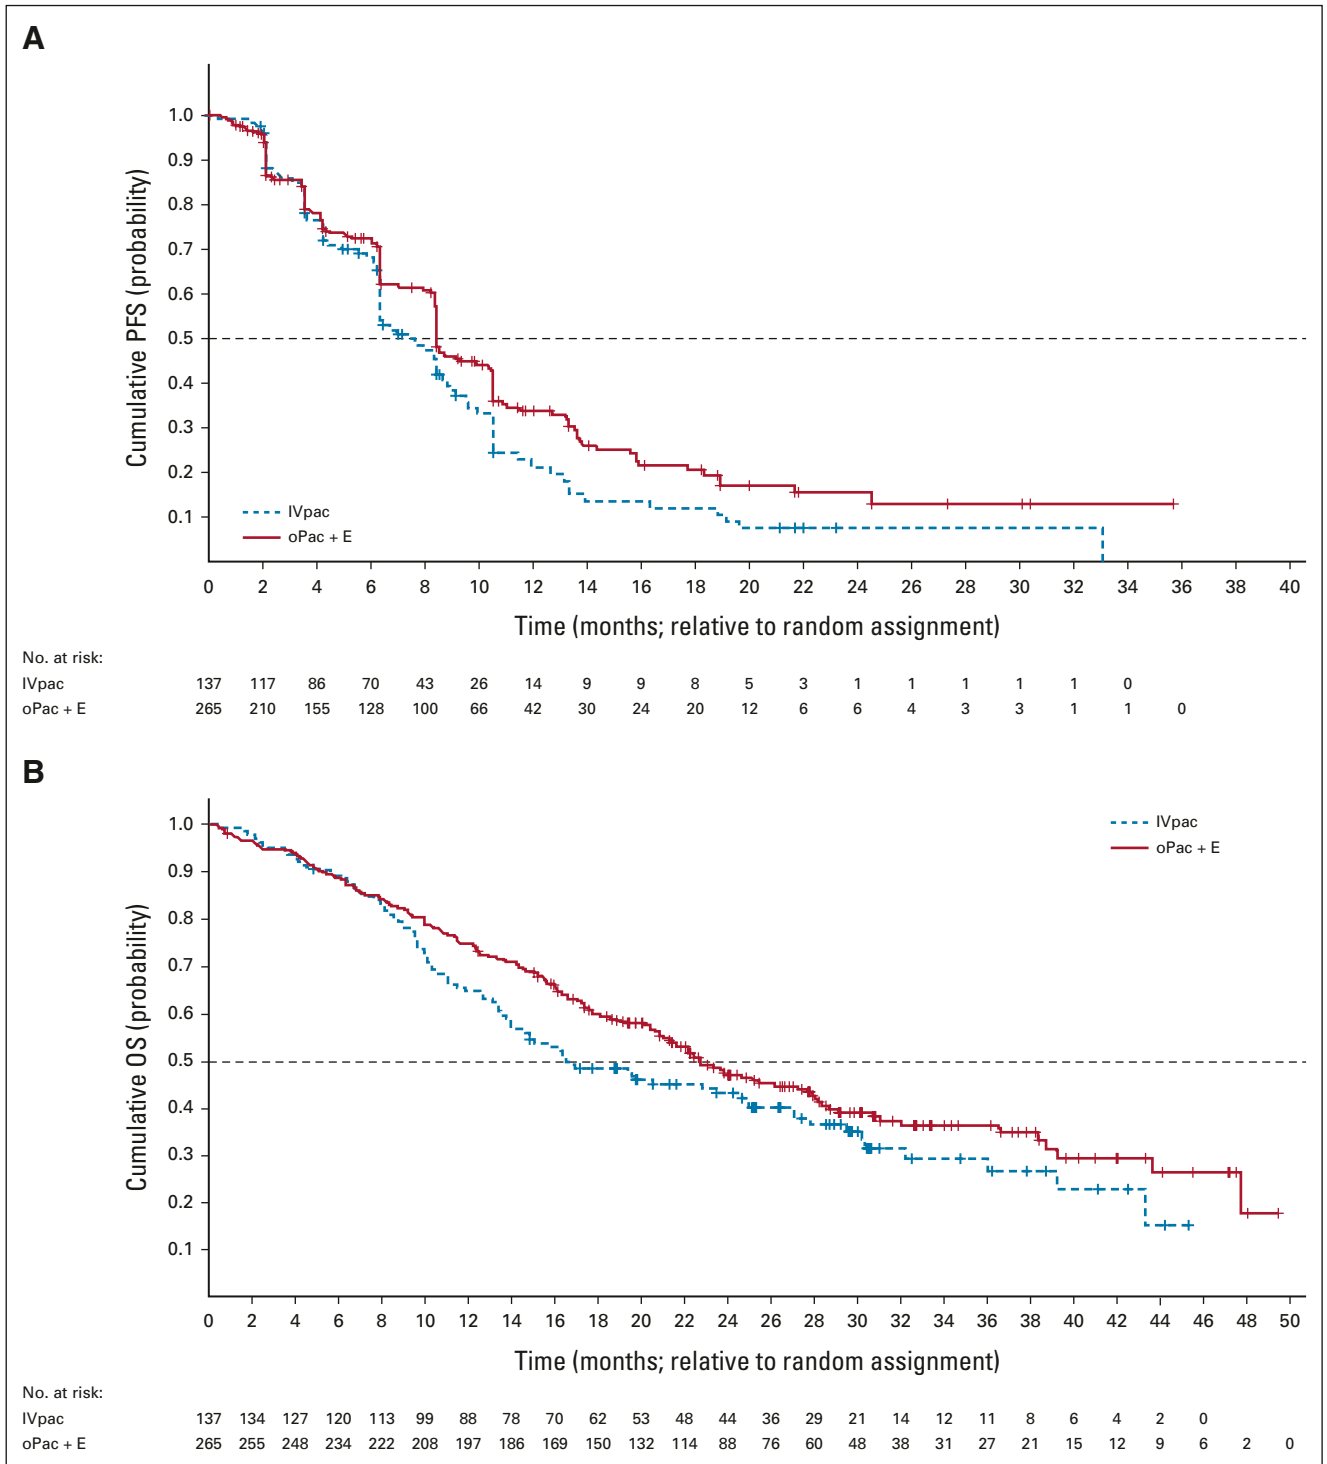 A
Cumulative PFS (probability)
1.0
0.9
0.8
0.7
0.6
0.5
0.4
0.3
0.2
0.1
IVpac
oPac + E
0 2 4 6 8 10 12 14 16 18 20 22 24 26 28 30 32 34 36 38 40
Time (months; relative to random assignment)
No. at risk:
IVpac 137 117 86 70 43 26 14 9 9 8 5 3 1 1 1 1 1 0
oPac + E 265 210 155 128 100 66 42 30 24 20 12 6 6 4 3 3 1 1 0
B
Cumulative OS (probability)
1.0
0.9
0.8
0.7
0.6
0.5
0.4
0.3
0.2
0.1
IVpac
oPac + E
0 2 4 6 8 10 12 14 16 18 20 22 24 26 28 30 32 34 36 38 40 42 44 46 48 50
Time (months; relative to random assignment)
No. at risk:
IVpac 137 134 127 120 113 99 88 78 70 62 53 48 44 36 29 21 14 12 11 8 6 4 2 0
oPac + E 265 255 248 234 222 208 197 186 169 150 132 114 88 76 60 48 38 31 27 21 15 12 9 6 2 0